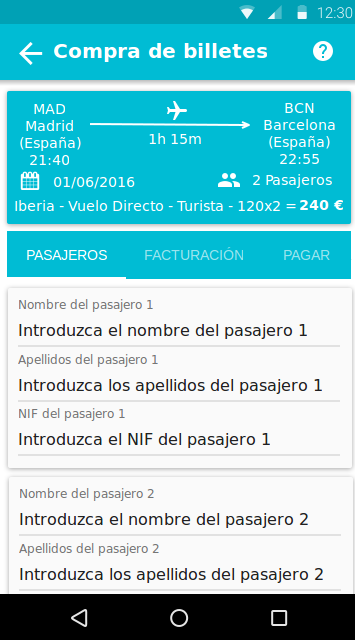 12:30
Compra de billetes
MAD
Madrid
(España)
21:40
1h 15m
BCN
Barcelona
(España)
22:55
01/06/2016
2 Pasajeros
Iberia - Vuelo Directo - Turista - 120x2 = 240 €
PASAJEROS FACTURACIÓN PAGAR
Nombre del pasajero 1
Introduzca el nombre del pasajero 1
Apellidos del pasajero 1
Introduzca los apellidos del pasajero 1
NIF del pasajero 1
Introduzca el NIF del pasajero 1
Nombre del pasajero 2
Introduzca el nombre del pasajero 2
Apellidos del pasajero 2
Introduzca los apellidos del pasajero 2